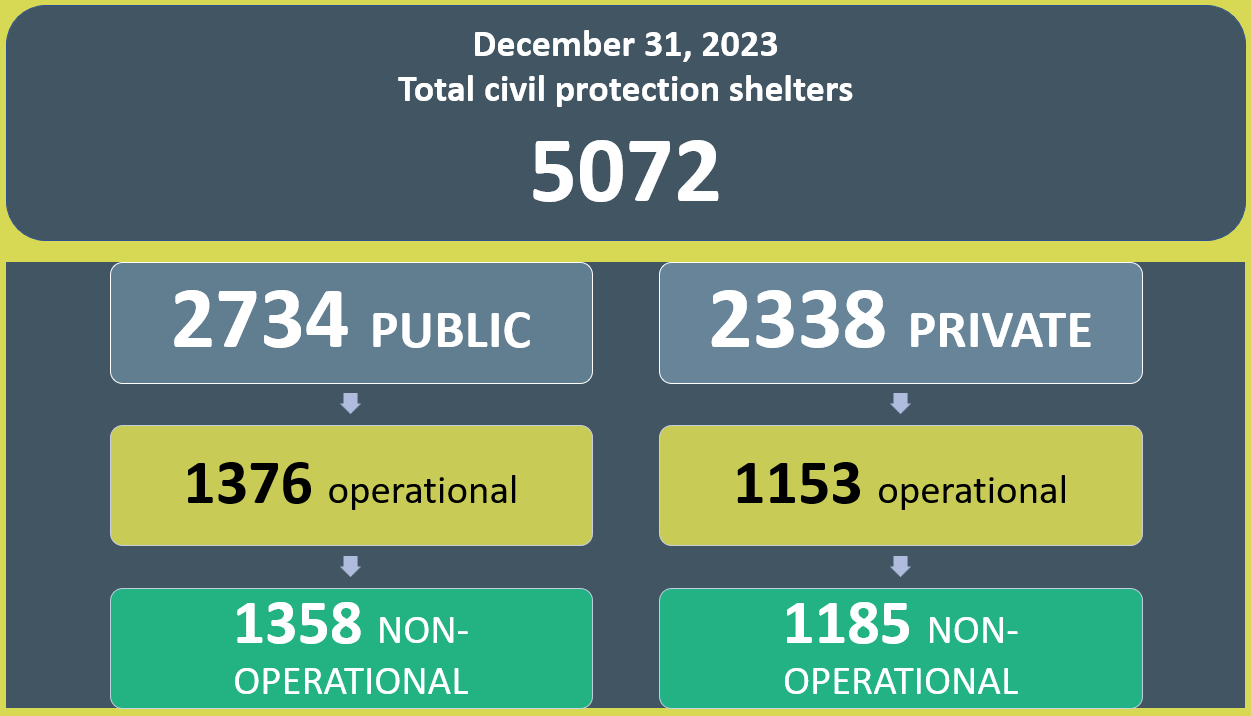 December 31, 2023
Total civil protection shelters
5072
2734 PUBLIC
2338 PRIVATE
1376 operational
1153 operational
1358 NON-
OPERATIONAL
1185 NON-
OPERATIONAL